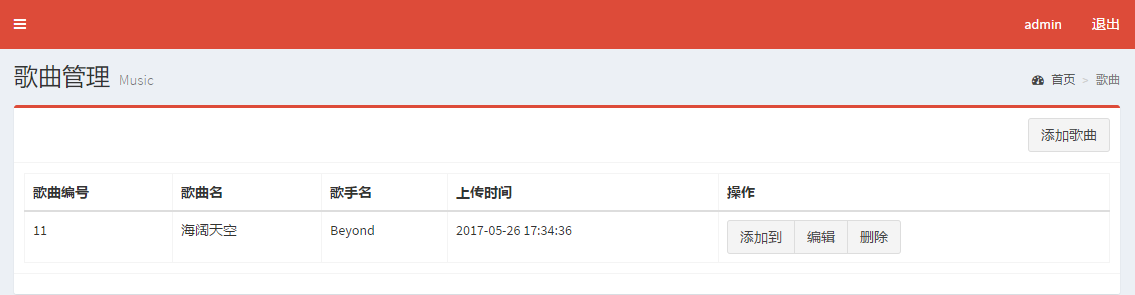 admin 退出
歌曲管理 Music 首页 > 歌曲
添加歌曲
歌曲编号 歌曲名 歌手名 上传时间 操作
11 海阔天空 Beyond 2017-05-26 17:34:36 添加到 编辑 删除